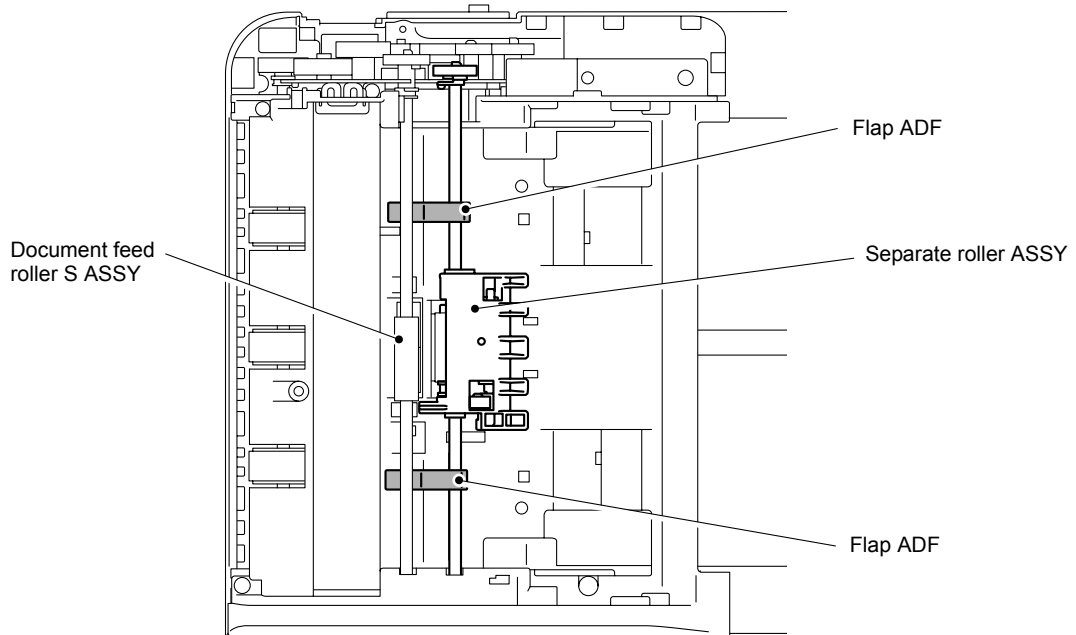 Flap ADF
Document feed
roller S ASSY
Separate roller ASSY
Flap ADF